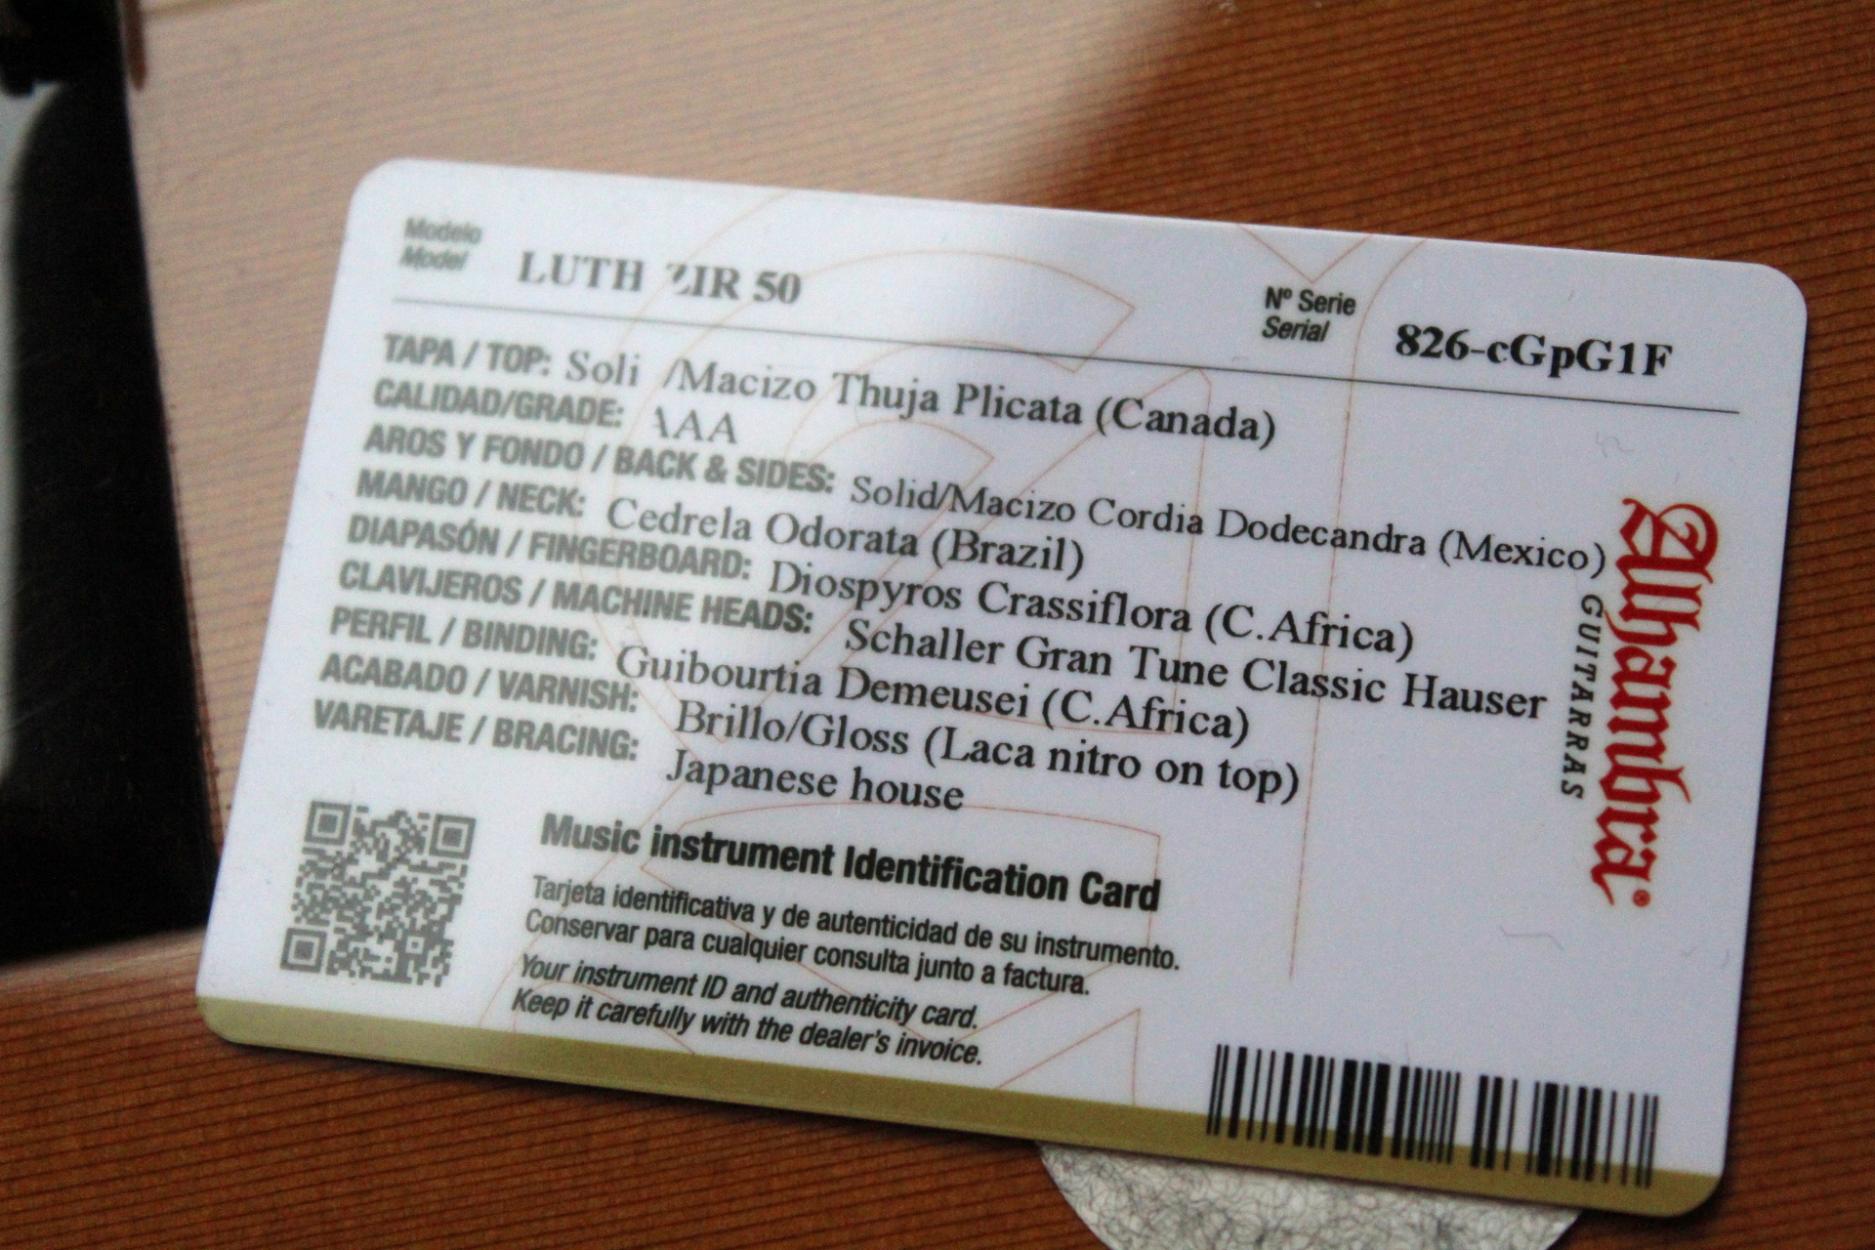 Modelo
Model
LUTH ZIR 50
Nº Serie
Serial
826-cGpG1F
TAPA / TOP: Soli /Macizo Thuja Plicata (Canada)
CALIDAD/GRADE: AAA
AROS Y FONDO / BACK & SIDES: Solid/Macizo Cordia Dodecandra (Mexico)
MANGO / NECK: Cedrela Odorata (Brazil)
DIAPASÓN / FINGERBOARD: Diospyros Crassiflora (C.Africa)
CLAVIJEROS / MACHINE HEADS: Schaller Gran Tune Classic Hauser
PERFIL / BINDING: Guibourtia Demeusei (C.Africa)
ACABADO / VARNISH: Brillo/Gloss (Laca nitro on top)
VARETAJE / BRACING: Japanese house
Alhambra®
GUITARRAS
Music instrument Identification Card
Tarjeta identificativa y de autenticidad de su instrumento.
Conservar para cualquier consulta junto a factura.
Your instrument ID and authenticity card.
Keep it carefully with the dealer's invoice.